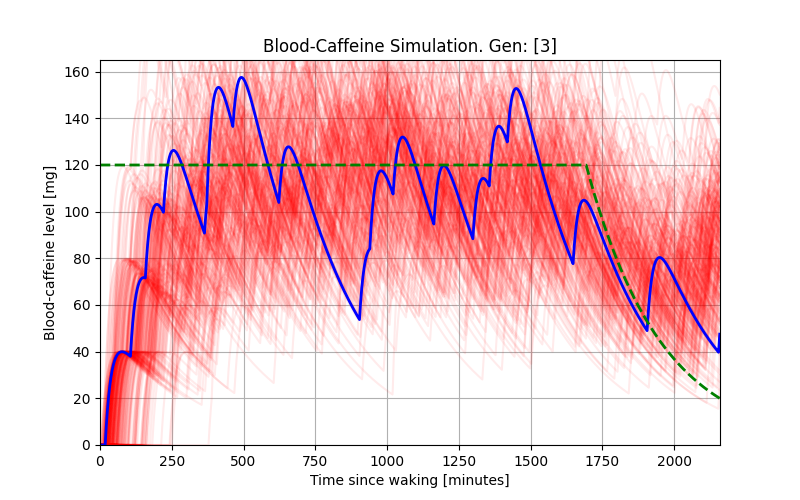 Blood-Caffeine Simulation. Gen: [3]
Blood-caffeine level [mg]
160
140
120
100
80
60
40
20
0
0 250 500 750 1000 1250 1500 1750 2000
Time since waking [minutes]